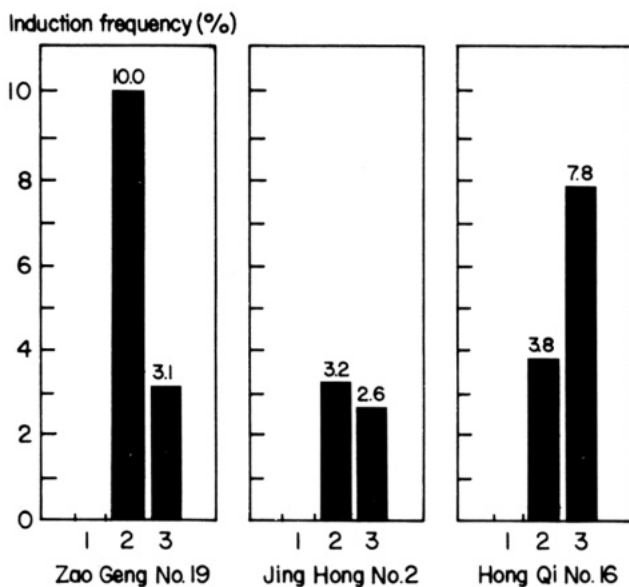 Induction frequency (%)
10
8
6
4
2
0
10.0
3.1
3.2
2.6
3.8
7.8
1 2 3
1 2 3
1 2 3
Zao Geng No.19
Jing Hong No.2
Hong Qi No.16